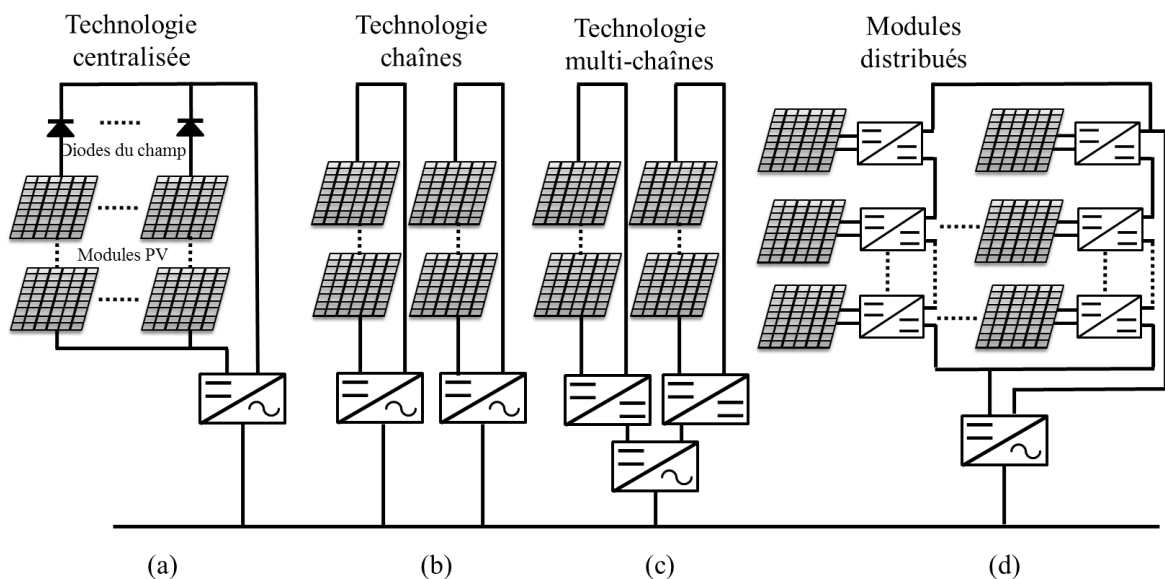 Technologie
centralisée
Technologie
chaînes
Technologie
multi-chaînes
Modules
distribués
Diodes du champ
Modules PV
(a)
(b)
(c)
(d)